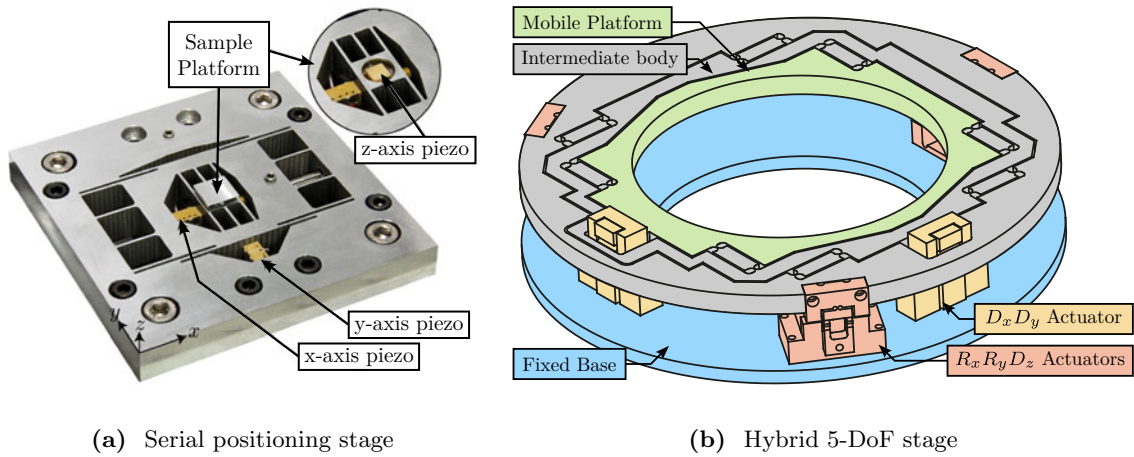 Sample
Platform
z-axis piezo
y-axis piezo
x-axis piezo
y
z
x
(a) Serial positioning stage
Mobile Platform
Intermediate body
DxDy Actuator
Fixed Base
RxRyDz Actuators
(b) Hybrid 5-DoF stage